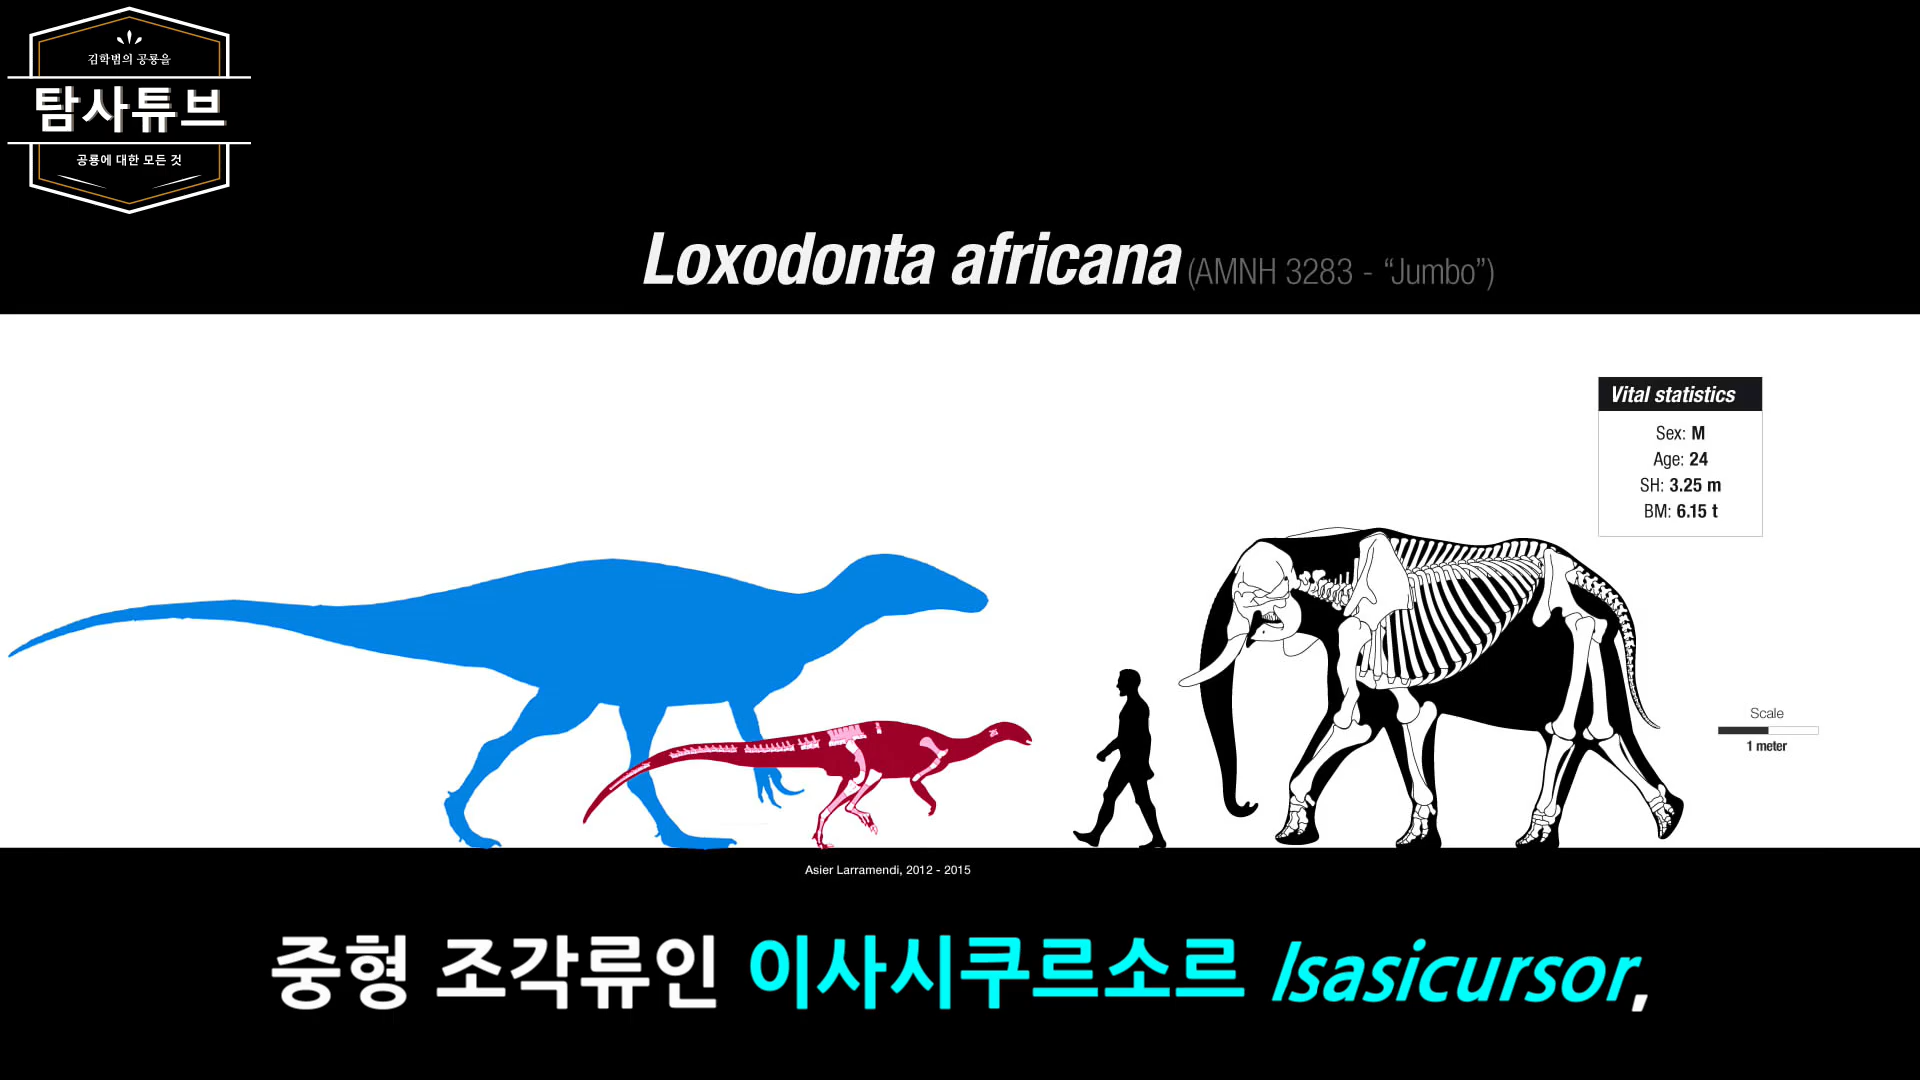 김학범의 공룡을
탐사튜브
공룡에 대한 모든 것
Loxodonta africana (AMNH 3283 - “Jumbo”)
Vital statistics
Sex: M
Age: 24
SH: 3.25 m
BM: 6.15 t
Scale
1 meter
Asier Larramendi, 2012 - 2015
중형 조각류인 이사시쿠르소르 Isasicursor,